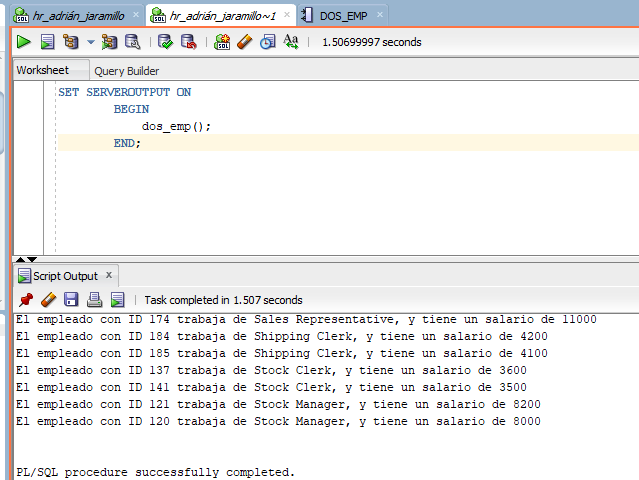 hr_adrián_jaramillo × hr_adrián_jaramillo~1 × DOS_EMP ×
SQL Aa 1.50699997 seconds
Worksheet Query Builder
SET SERVEROUTPUT ON
BEGIN
dos_emp();
END;
Script Output ×
Task completed in 1.507 seconds
El empleado con ID 174 trabaja de Sales Representative, y tiene un salario de 11000
El empleado con ID 184 trabaja de Shipping Clerk, y tiene un salario de 4200
El empleado con ID 185 trabaja de Shipping Clerk, y tiene un salario de 4100
El empleado con ID 137 trabaja de Stock Clerk, y tiene un salario de 3600
El empleado con ID 141 trabaja de Stock Clerk, y tiene un salario de 3500
El empleado con ID 121 trabaja de Stock Manager, y tiene un salario de 8200
El empleado con ID 120 trabaja de Stock Manager, y tiene un salario de 8000
PL/SQL procedure successfully completed.